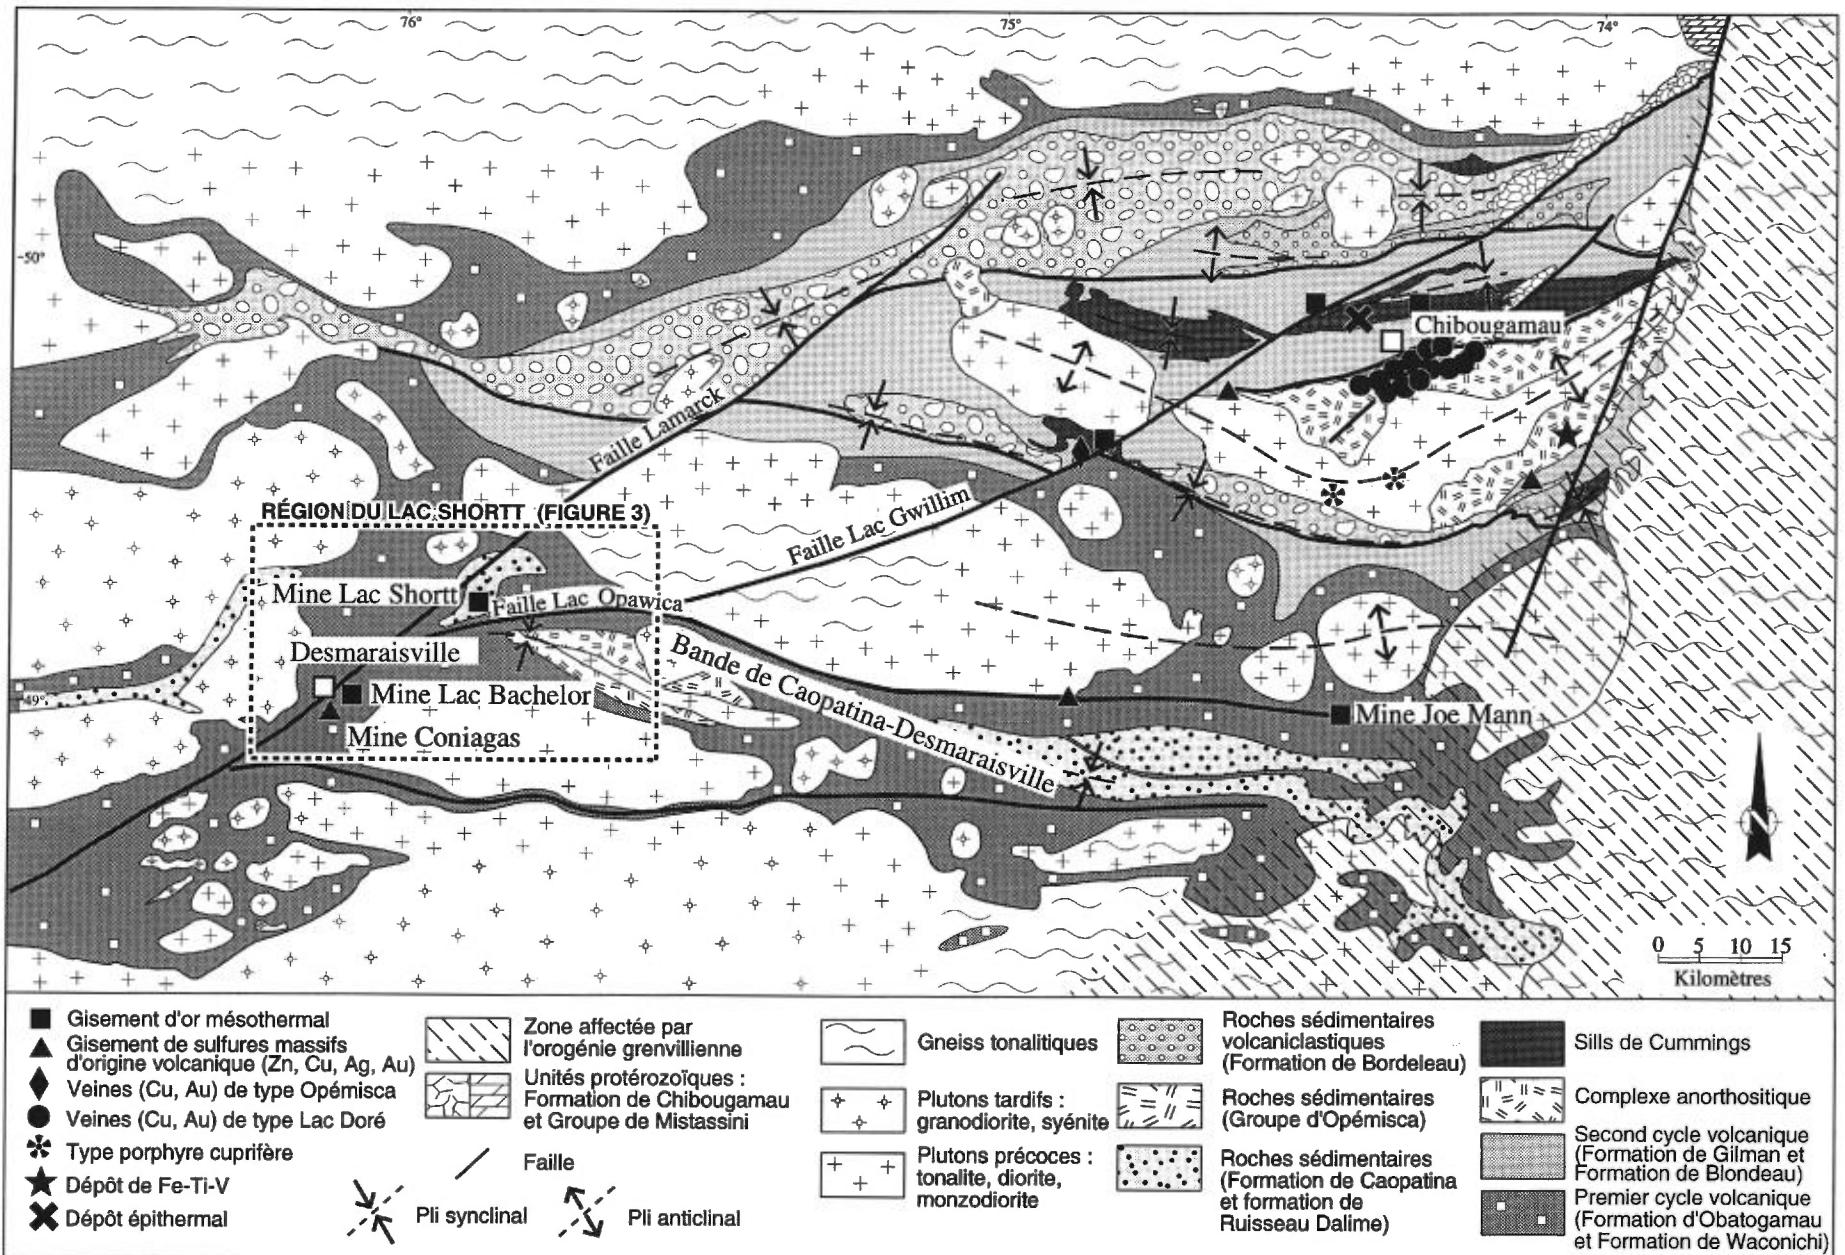 76°
75°
74°
50°
Faille Lamarck
Chibougamau
RÉGION DU LAC SHORTT (FIGURE 3)
Faille Lac Gwillim
Mine Lac Shortt
Faille Lac Opawica
Desmaraisville
Bande de Caopatina-Desmaraisville
49°
Mine Lac Bachelor
Mine Joe Mann
Mine Coniagas
N
0 5 10 15
Kilomètres
Gisement d'or mésothermal
Gisement de sulfures massifs
d'origine volcanique (Zn, Cu, Ag, Au)
Veines (Cu, Au) de type Opémisca
Veines (Cu, Au) de type Lac Doré
Type porphyre cuprifère
Dépôt de Fe-Ti-V
Dépôt épithermal
Zone affectée par
l'orogénie grenvillienne
Unités protérozoïques :
Formation de Chibougamau
et Groupe de Mistassini
Faille
Pli synclinal
Pli anticlinal
Gneiss tonalitiques
Plutons tardifs :
granodiorite, syénite
Plutons précoces :
tonalite, diorite,
monzodiorite
Roches sédimentaires
volcaniclastiques
(Formation de Bordeleau)
Roches sédimentaires
(Groupe d'Opémisca)
Roches sédimentaires
(Formation de Caopatina
et formation de
Ruisseau Dalime)
Sills de Cummings
Complexe anorthositique
Second cycle volcanique
(Formation de Gilman et
Formation de Blondeau)
Premier cycle volcanique
(Formation d'Obatogamau
et Formation de Waconichi)